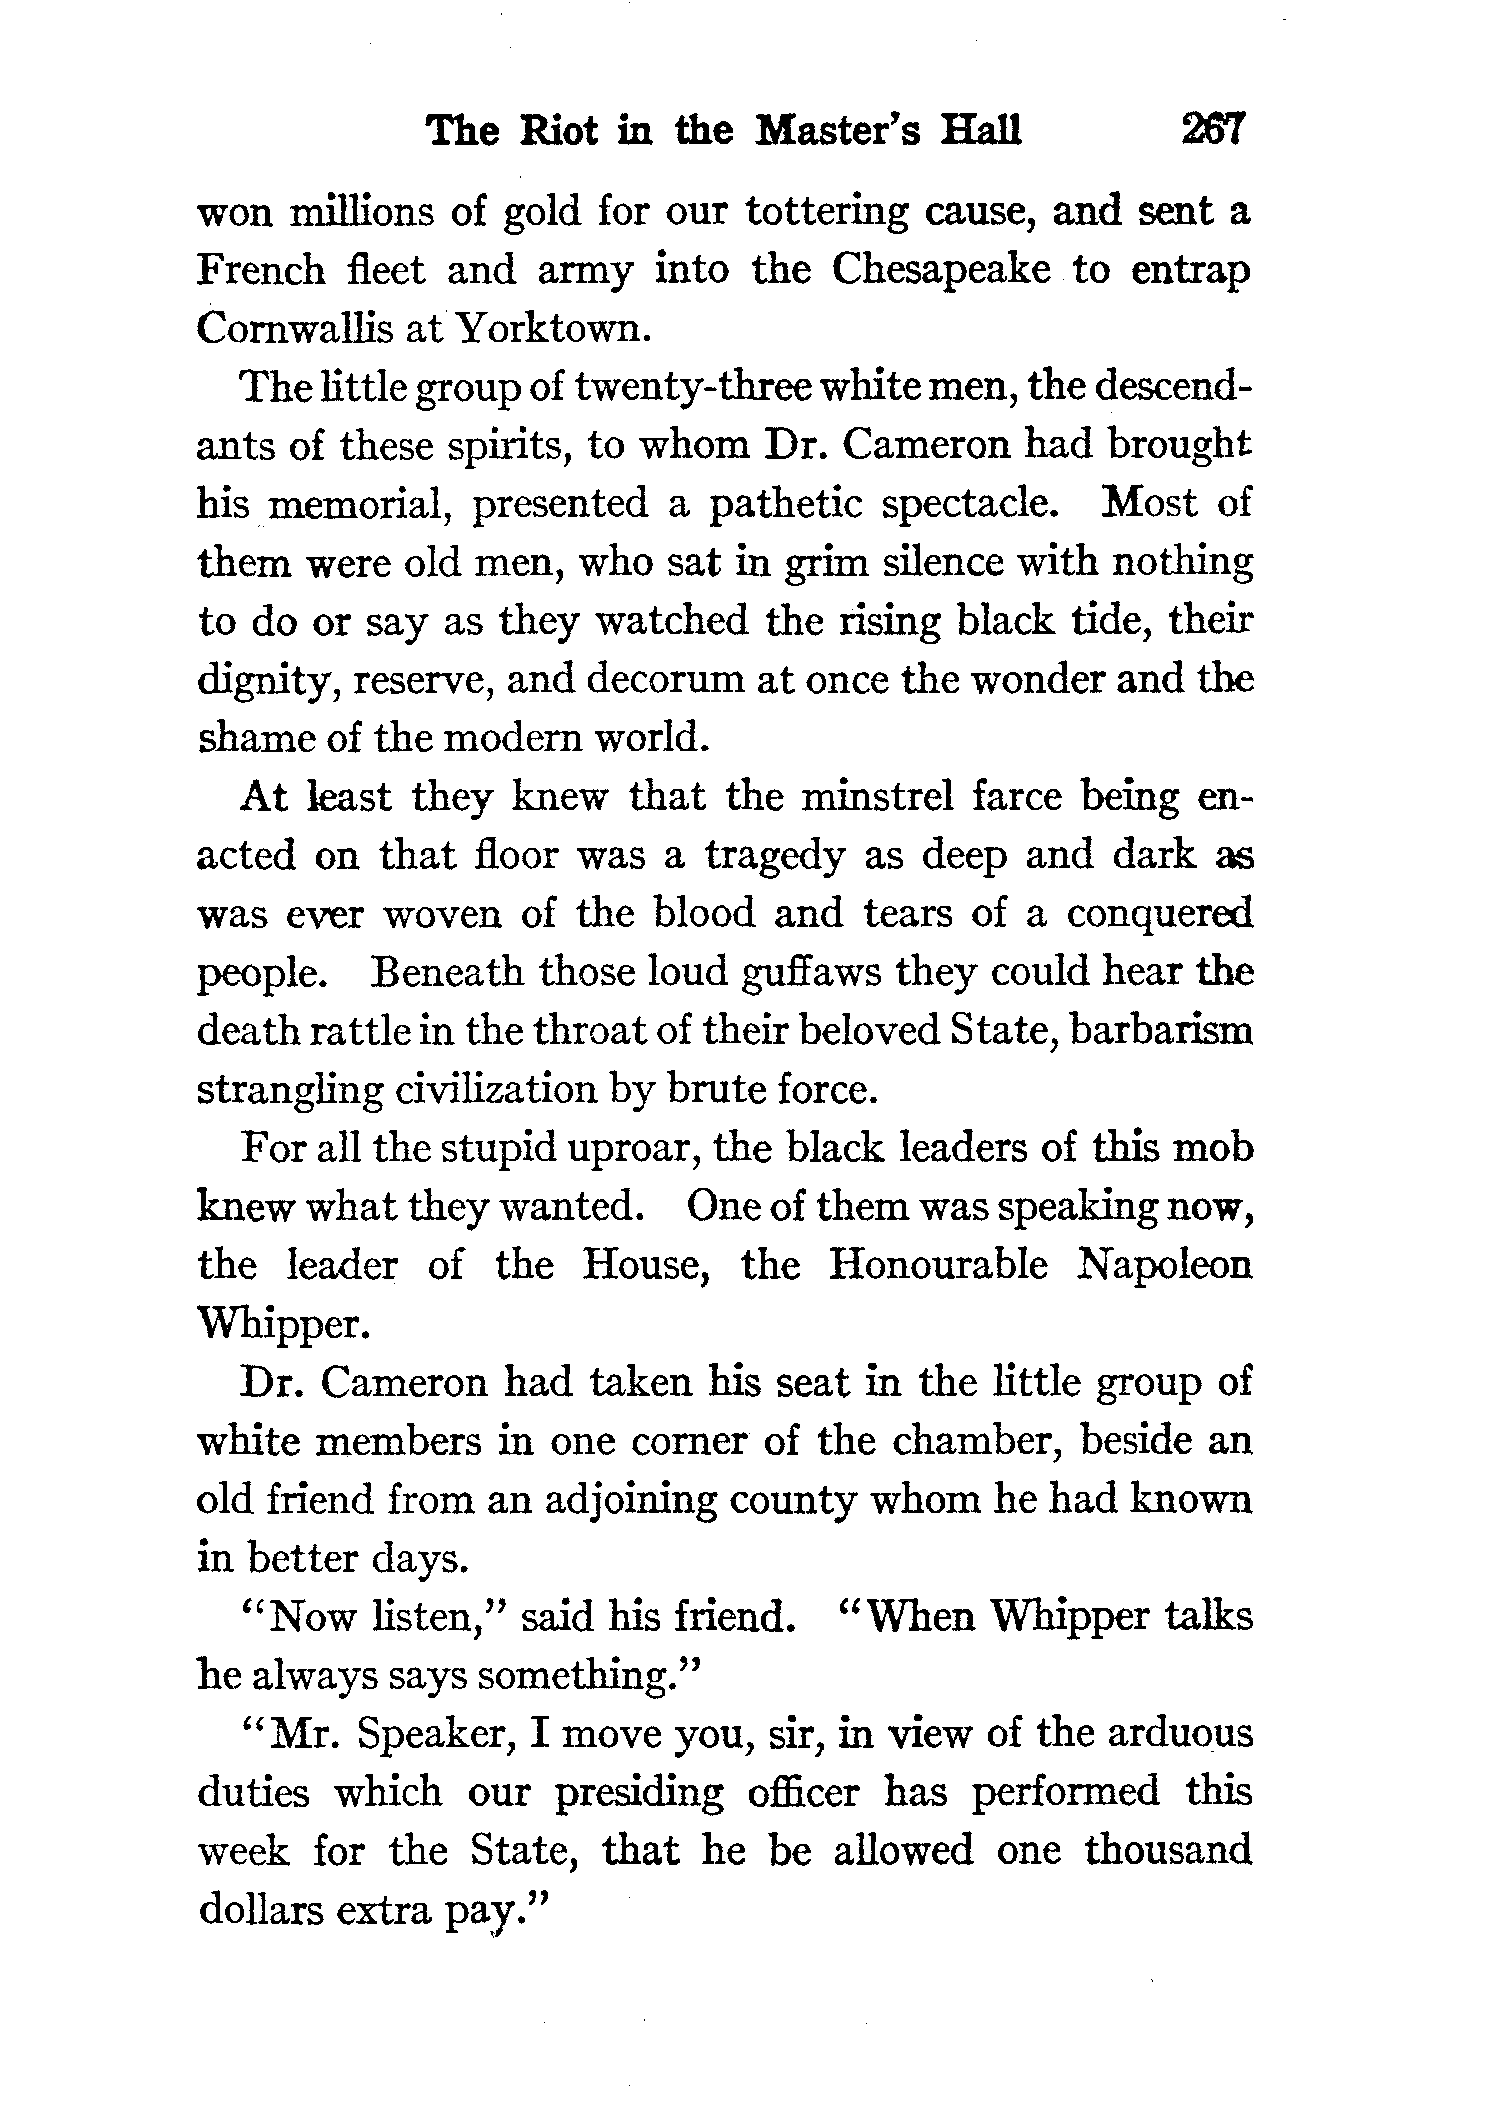 The Riot in the Master's Hall 267
won millions of gold for our tottering cause, and sent a
French fleet and army into the Chesapeake to entrap
Cornwallis at Yorktown.
The little group of twenty-three white men, the descend-
ants of these spirits, to whom Dr. Cameron had brought
his memorial, presented a pathetic spectacle. Most of
them were old men, who sat in grim silence with nothing
to do or say as they watched the rising black tide, their
dignity, reserve, and decorum at once the wonder and the
shame of the modern world.
At least they knew that the minstrel farce being en-
acted on that floor was a tragedy as deep and dark as
was ever woven of the blood and tears of a conquered
people. Beneath those loud guffaws they could hear the
death rattle in the throat of their beloved State, barbarism
strangling civilization by brute force.
For all the stupid uproar, the black leaders of this mob
knew what they wanted. One of them was speaking now,
the leader of the House, the Honourable Napoleon
Whipper.
Dr. Cameron had taken his seat in the little group of
white members in one corner of the chamber, beside an
old friend from an adjoining county whom he had known
in better days.
"Now listen," said his friend. "When Whipper talks
he always says something."
"Mr. Speaker, I move you, sir, in view of the arduous
duties which our presiding officer has performed this
week for the State, that he be allowed one thousand
dollars extra pay."